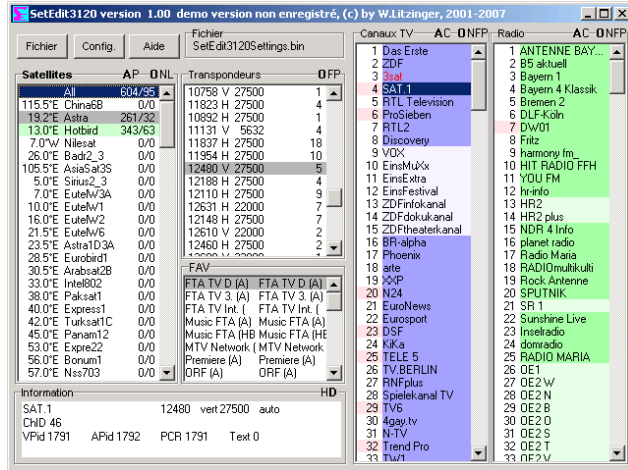 SetEdit3120 version 1.00 demo version non enregistré, (c) by W.Litzinger, 2001-2007
Fichier
Config.
Aide
Fichier
SetEdit3120Settings.bin
Satellites A P - O N L
All 604/95
115.5°E China6B 0/0
19.2°E Astra 261/32
13.0°E Hotbird 343/63
7.0°W Nilesat 0/0
26.0°E Badr2_3 0/0
105.5°E AsiaSat3S 0/0
5.0°E Sirius2_3 0/0
7.0°E EutelW3A 0/0
10.0°E EutelW1 0/0
16.0°E EutelW2 0/0
21.5°E EutelW6 0/0
23.5°E Astra1D3A 0/0
28.5°E Eurobird1 0/0
30.5°E Arabsat2B 0/0
33.0°E Intel802 0/0
38.0°E Paksat1 0/0
40.0°E Express1 0/0
42.0°E Turksat1C 0/0
45.0°E Panam12 0/0
53.0°E Expre22 0/0
56.0°E Bonum1 0/0
57.0°E Nss703 0/0
Transpondeurs O F P
10758 V 27500 1
11823 H 27500 4
10892 H 27500 1
11131 V 5632 4
11837 H 27500 18
11954 H 27500 10
12480 V 27500 5
12188 H 27500 4
12110 H 27500 9
12631 H 22000 7
12148 H 27500 7
12610 V 22000 2
12460 H 27500 2
FAV
FTA TV D (A) FTA TV D (A)
FTA TV 3. (A) FTA TV 3. (A)
FTA TV Int. ( FTA TV Int. (
Music FTA (A) Music FTA (A)
Music FTA (HB Music FTA (HE
MTV Network ( MTV Network
Premiere (A) Premiere (A)
ORF (A) ORF (A)
Canaux TV A C - O N F P
1 Das Erste
2 ZDF
3 3sat
4 SAT.1
5 RTL Television
6 ProSieben
7 RTL2
8 Discovery
9 VOX
10 EinsMuXx
11 EinsExtra
12 EinsFestival
13 ZDFinfokanal
14 ZDFdokukanal
15 ZDFtheaterkanal
16 BR-alpha
17 Phoenix
18 arte
19 XXP
20 N24
21 EuroNews
22 Eurosport
23 DSF
24 KiKa
25 TELE 5
26 TV.BERLIN
27 RNFplus
28 Spielekanal TV
29 TV6
30 4gay.tv
31 N-TV
32 Trend Pro
33 TW1
Radio A C - O N F P
1 ANTENNE BAY...
2 B5 aktuell
3 Bayern 1
4 Bayern 4 Klassik
5 Bremen 2
6 DLF-Köln
7 DW01
8 Fritz
9 harmony fm_
10 HIT RADIO FFH
11 YOU FM
12 hr-info
13 HR2
14 HR2 plus
15 NDR 4 Info
16 planet radio
17 Radio Maria
18 RADIOmultikulti
19 Rock Antenne
20 SPUTNIK
21 SR 1
22 Sunshine Live
23 Inselradio
24 domradio
25 RADIO MARIA
26 OE1
27 OE2 W
28 OE2 N
29 OE2 B
30 OE2 O
31 OE2 S
32 OE2 T
33 OE2 V
Information HD
SAT.1 12480 vert 27500 auto
ChID 46
VPid 1791 APid 1792 PCR 1791 Text 0